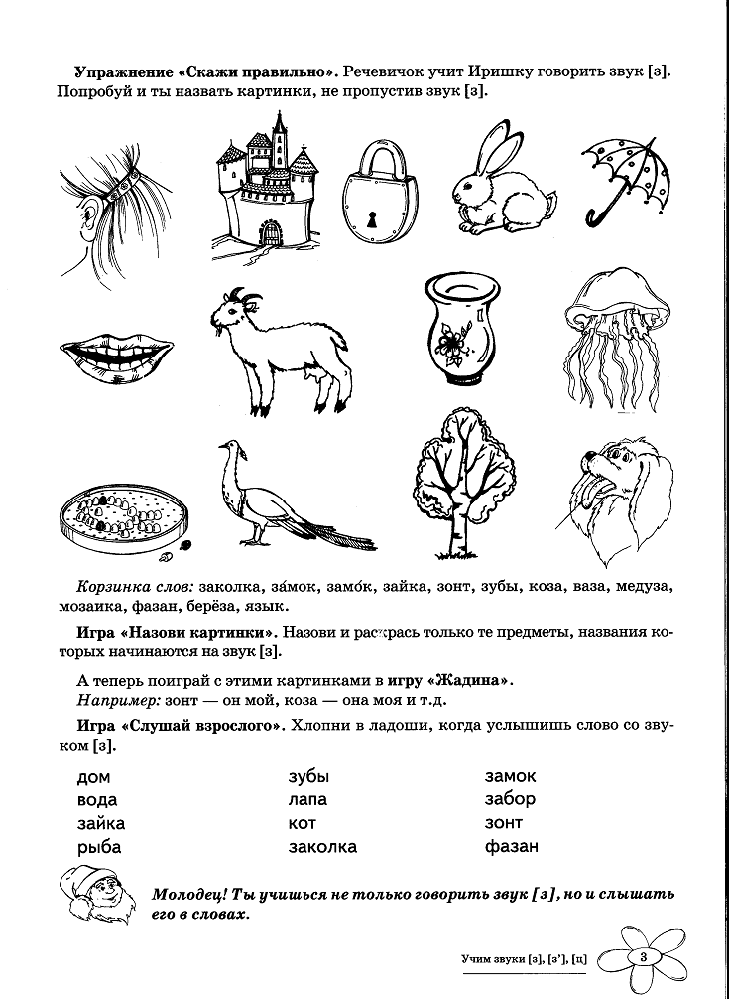 Упражнение «Скажи правильно». Речевичок учит Иришку говорить звук [з].
Попробуй и ты назвать картинки, не пропустив звук [з].
Корзинка слов: заколка, за́мок, замо́к, зайка, зонт, зубы, коза, ваза, медуза,
мозаика, фазан, берёза, язык.
Игра «Назови картинки». Назови и раскрась только те предметы, названия ко-
торых начинаются на звук [з].
А теперь поиграй с этими картинками в игру «Жадина».
Например: зонт — он мой, коза — она моя и т.д.
Игра «Слушай взрослого». Хлопни в ладоши, когда услышишь слово со зву-
ком [з].
дом зубы замок
вода лапа забор
зайка кот зонт
рыба заколка фазан
Молодец! Ты учишься не только говорить звук [з], но и слышать
его в словах.
Учим звуки [з], [з’], [ц] 3